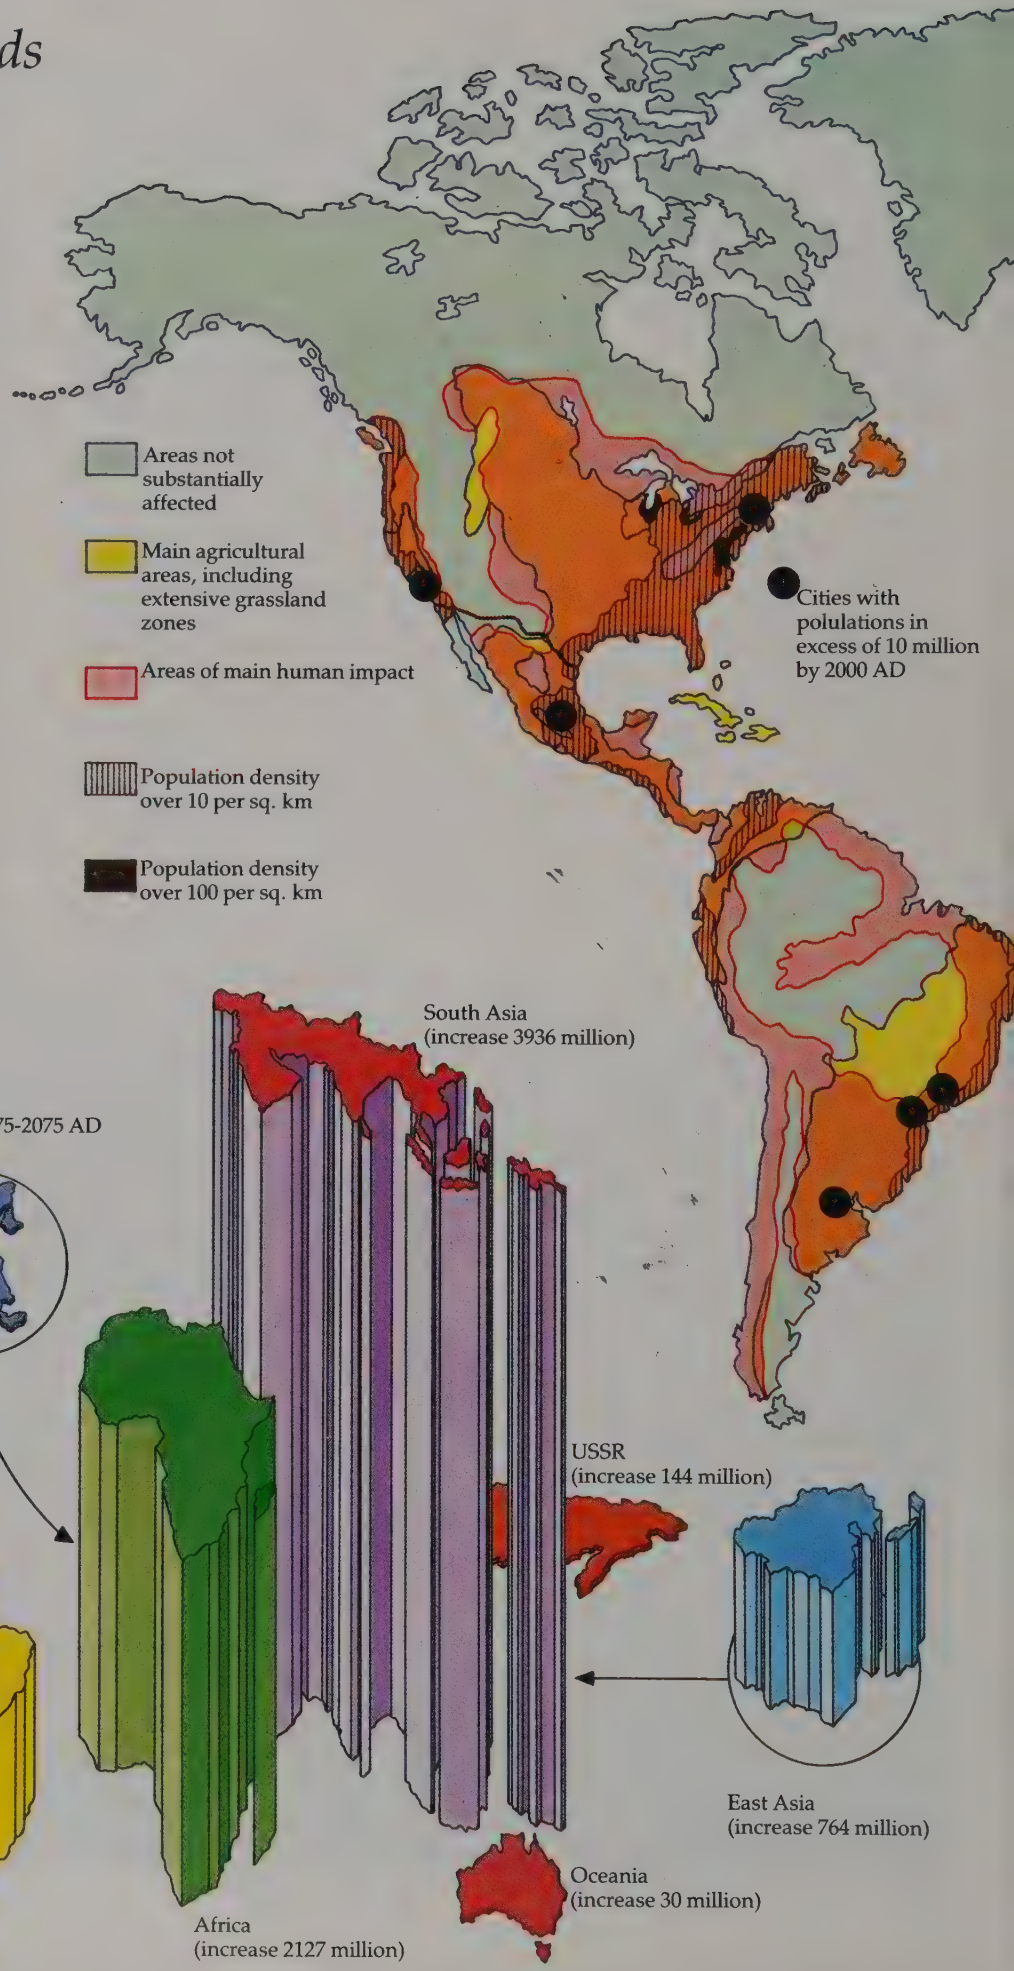 ds
Areas not
substantially
affected
Main agricultural
areas, including
extensive grassland
zones
Areas of main human impact
Population density
over 10 per sq. km
Population density
over 100 per sq. km
Cities with
polulations in
excess of 10 million
by 2000 AD
South Asia
(increase 3936 million)
75-2075 AD
USSR
(increase 144 million)
East Asia
(increase 764 million)
Oceania
(increase 30 million)
Africa
(increase 2127 million)